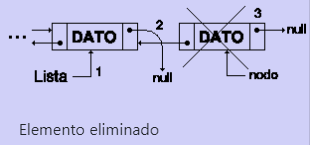 ... DATO 2 DATO 3 null
Lista 1 null nodo
Elemento eliminado